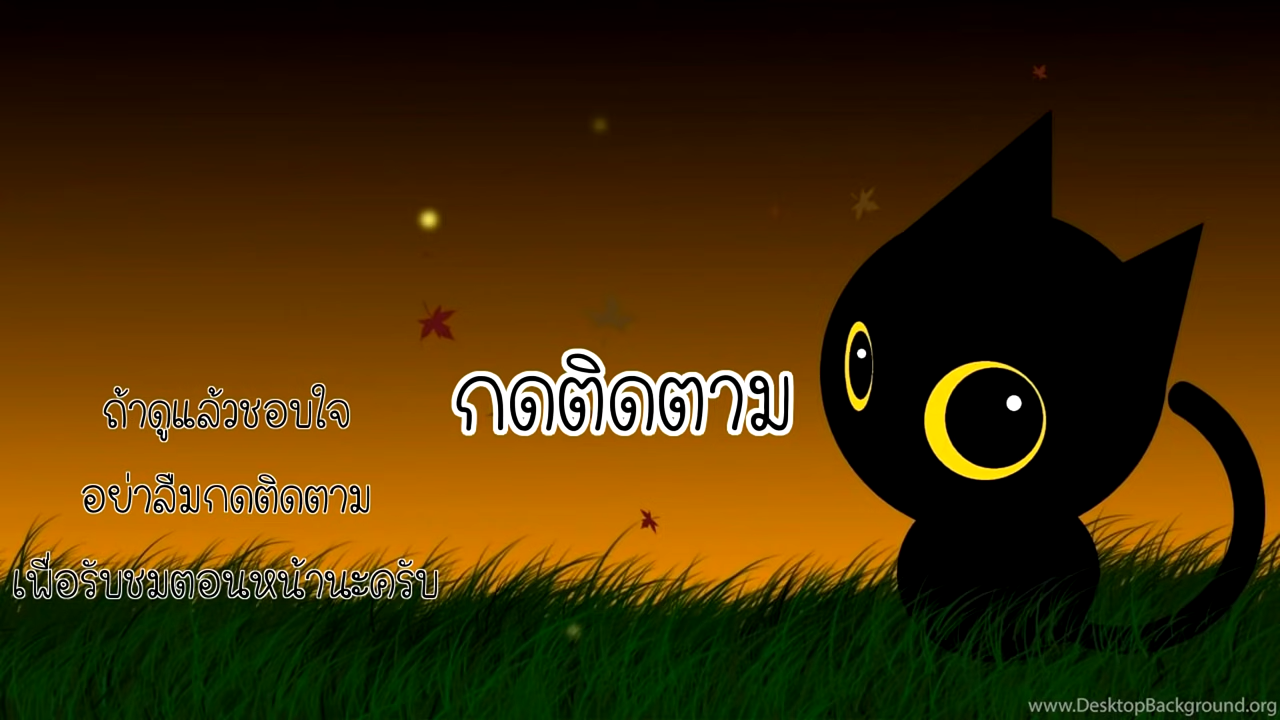 กดติดตาม
ถ้าดูแล้วชอบใจ
อย่าลืมกดติดตาม
เพื่อรับชมตอนหน้านะครับ
www.DesktopBackground.org